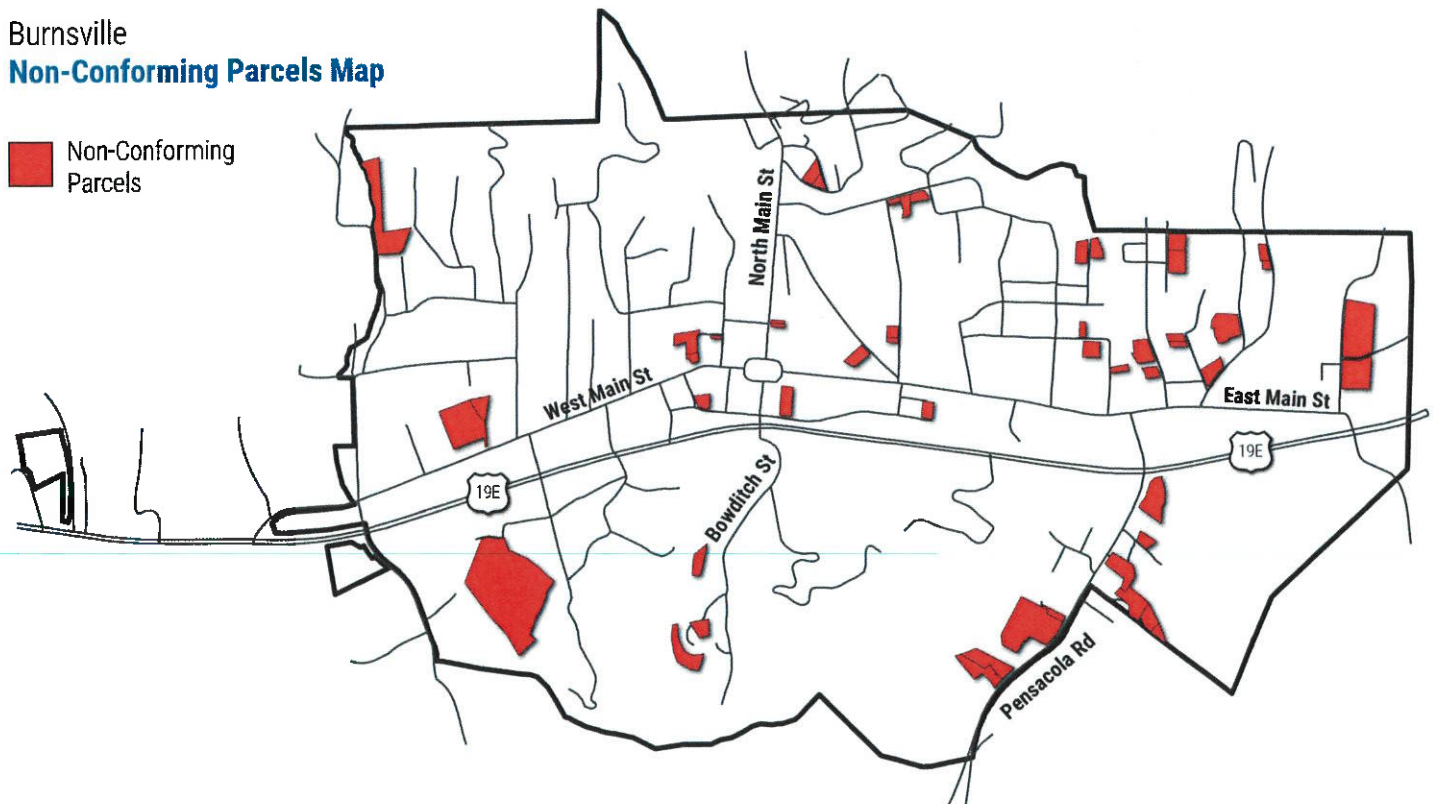 Burnsville
Non-Conforming Parcels Map
Non-Conforming
Parcels
North Main St
West Main St
East Main St
19E
19E
Bowditch St
Pensacola Rd